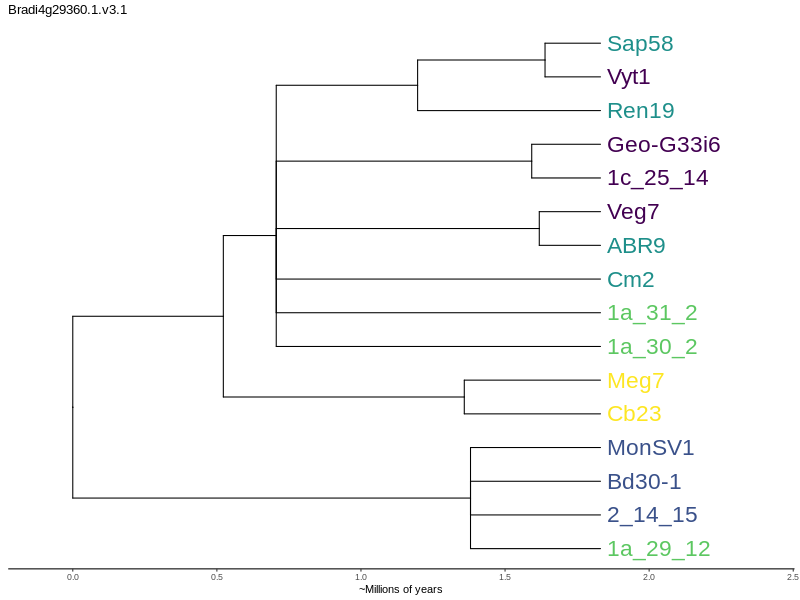 Bradi4g29360.1.v3.1
Sap58
Vyt1
Ren19
Geo-G33i6
1c_25_14
Veg7
ABR9
Cm2
1a_31_2
1a_30_2
Meg7
Cb23
MonSV1
Bd30-1
2_14_15
1a_29_12
0.0 0.5 1.0 1.5 2.0 2.5
~Millions of years